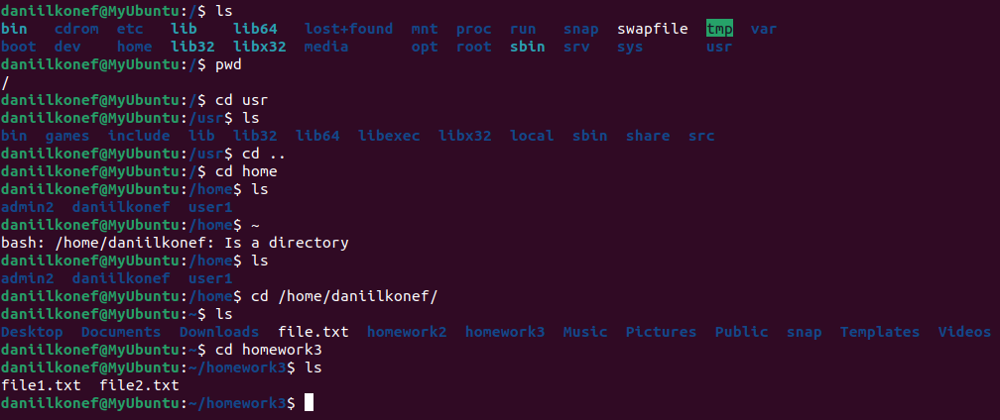 daniilkonef@MyUbuntu:/$ ls
bin   cdrom  etc   lib    lib64   lost+found  mnt  proc  run   snap  swapfile  tmp  var
boot  dev    home  lib32  libx32  media       opt  root  sbin  srv   sys       usr
daniilkonef@MyUbuntu:/$ pwd
/
daniilkonef@MyUbuntu:/$ cd usr
daniilkonef@MyUbuntu:/usr$ ls
bin  games  include  lib  lib32  lib64  libexec  libx32  local  sbin  share  src
daniilkonef@MyUbuntu:/usr$ cd ..
daniilkonef@MyUbuntu:/$ cd home
daniilkonef@MyUbuntu:/home$ ls
admin2  daniilkonef  user1
daniilkonef@MyUbuntu:/home$ ~
bash: /home/daniilkonef: Is a directory
daniilkonef@MyUbuntu:/home$ ls
admin2  daniilkonef  user1
daniilkonef@MyUbuntu:/home$ cd /home/daniilkonef/
daniilkonef@MyUbuntu:~$ ls
Desktop  Documents  Downloads  file.txt  homework2  homework3  Music  Pictures  Public  snap  Templates  Videos
daniilkonef@MyUbuntu:~$ cd homework3
daniilkonef@MyUbuntu:~/homework3$ ls
file1.txt  file2.txt
daniilkonef@MyUbuntu:~/homework3$